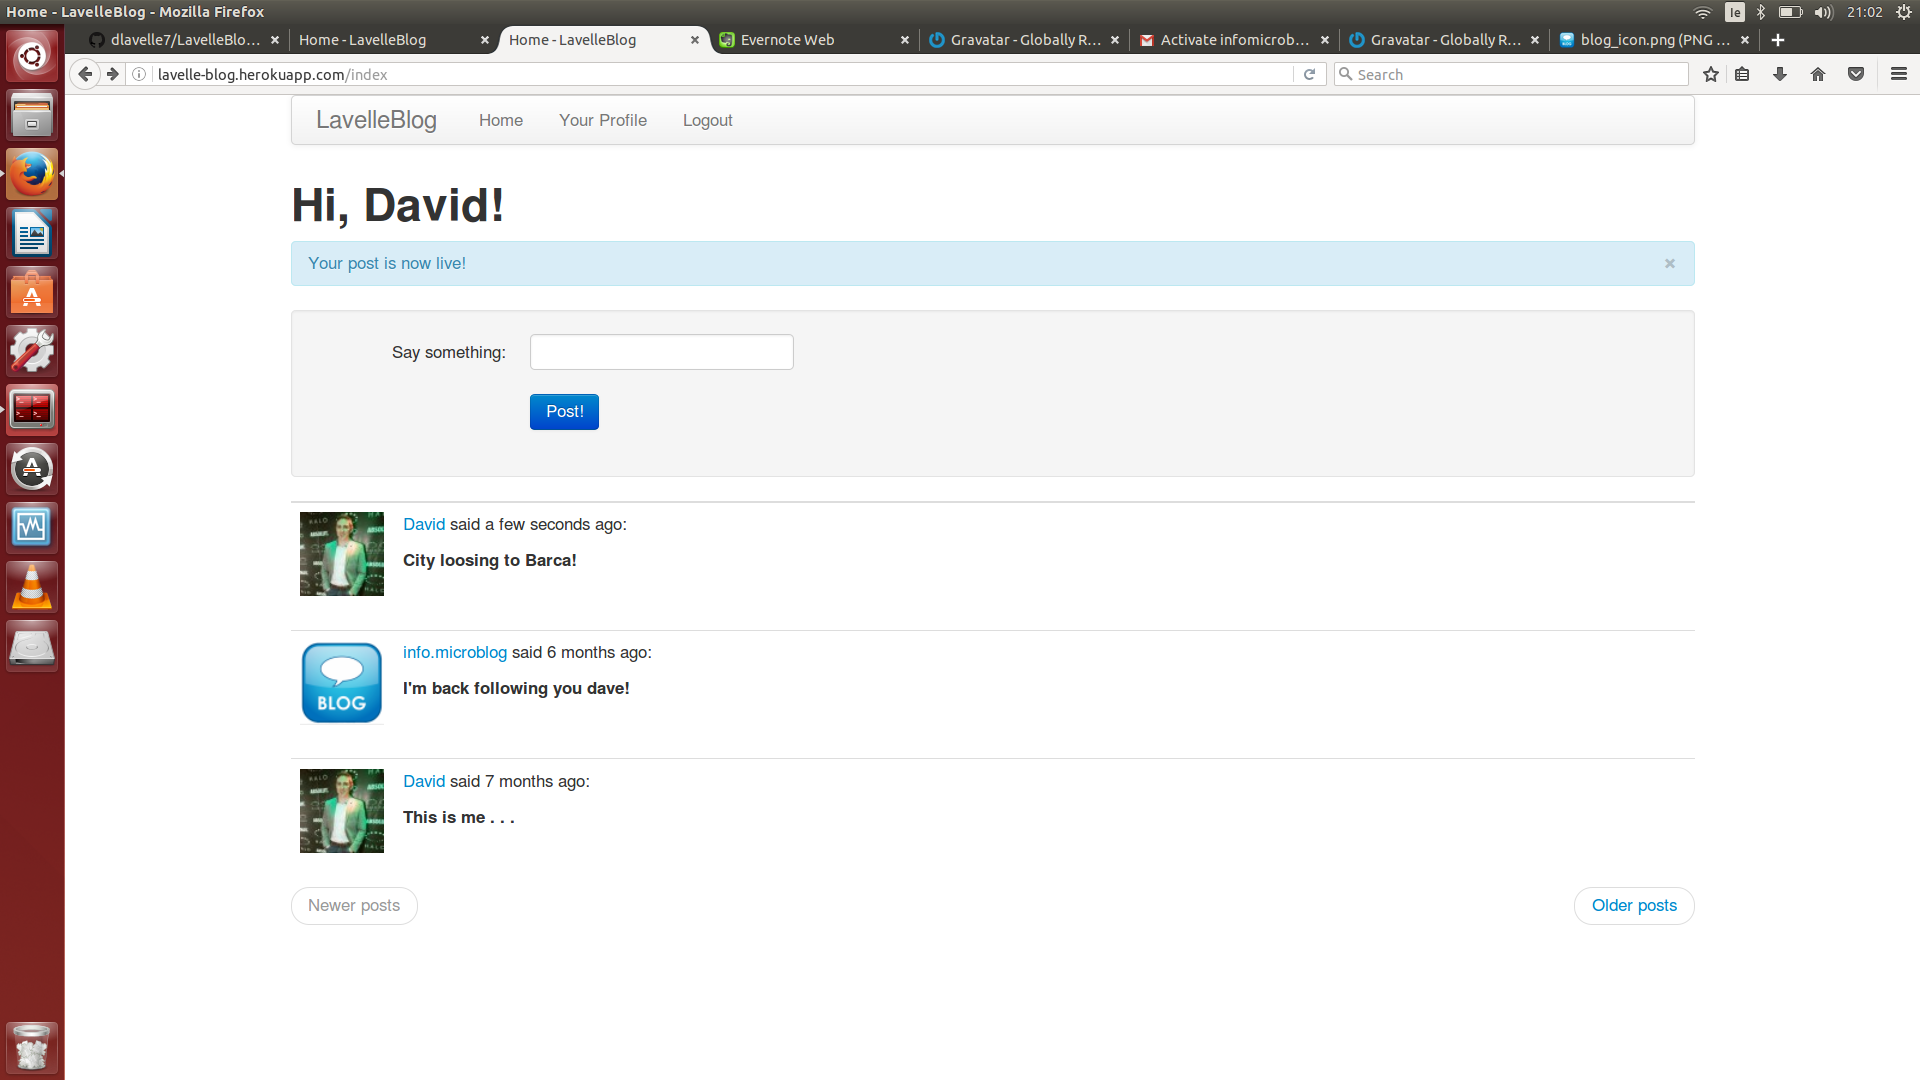 Home - LavelleBlog - Mozilla Firefox
Ie
21:02
dlavelle7/LavelleBlo...
Home - LavelleBlog
Home - LavelleBlog
Evernote Web
Gravatar - Globally R...
Activate infomicrob...
Gravatar - Globally R...
blog_icon.png (PNG ...
lavelle-blog.herokuapp.com/index
Search
LavelleBlog
Home
Your Profile
Logout
Hi, David!
Your post is now live!
×
Say something:
Post!
David said a few seconds ago:
City loosing to Barca!
info.microblog said 6 months ago:
BLOG
I'm back following you dave!
David said 7 months ago:
This is me . . .
Newer posts
Older posts